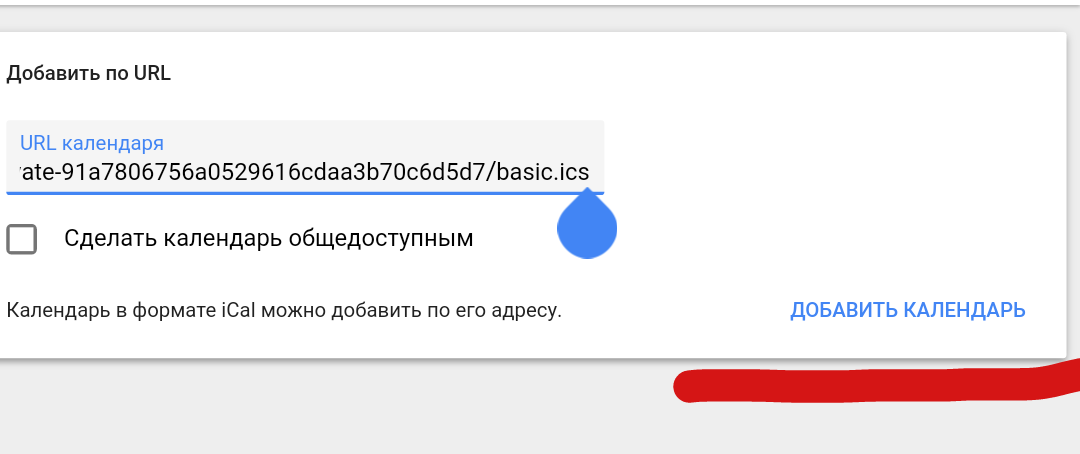 Добавить по URL
URL календаря
ate-91a7806756a0529616cdaa3b70c6d5d7/basic.ics
Сделать календарь общедоступным
Календарь в формате iCal можно добавить по его адресу.
ДОБАВИТЬ КАЛЕНДАРЬ